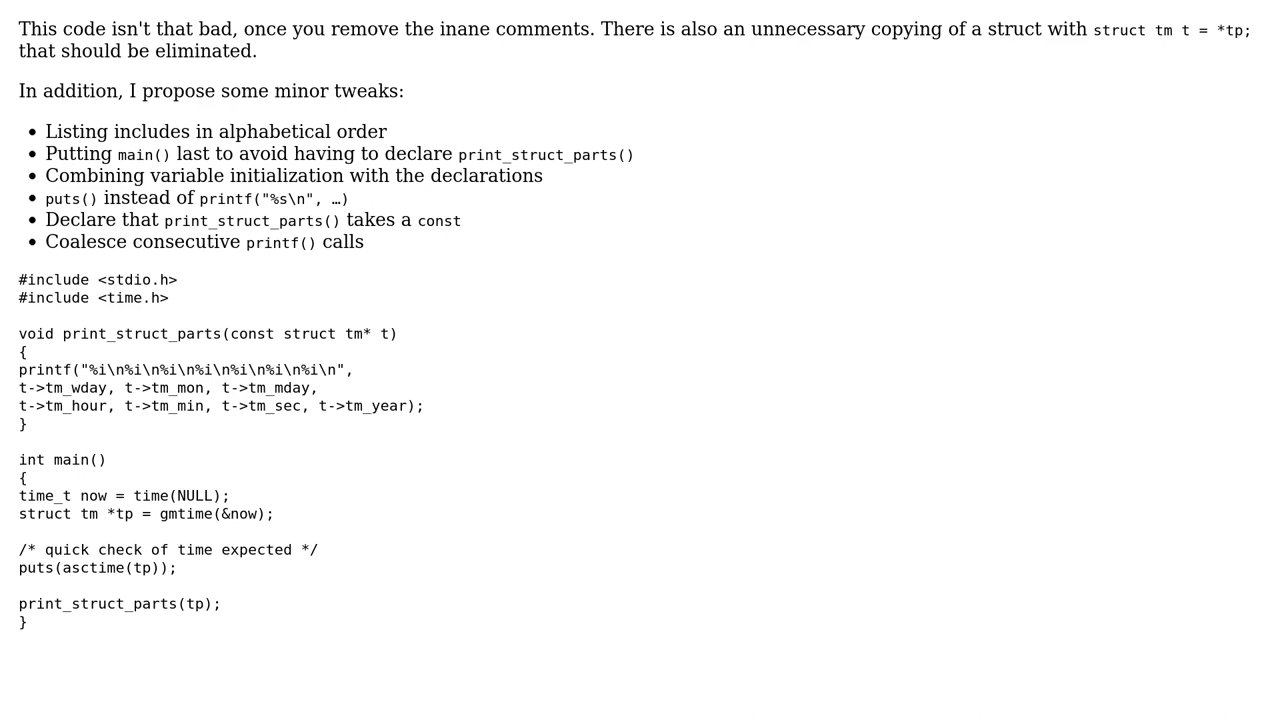 This code isn't that bad, once you remove the inane comments. There is also an unnecessary copying of a struct with struct tm t = *tp;
that should be eliminated.
In addition, I propose some minor tweaks:
• Listing includes in alphabetical order
• Putting main() last to avoid having to declare print_struct_parts()
• Combining variable initialization with the declarations
• puts() instead of printf("%s\n", …)
• Declare that print_struct_parts() takes a const
• Coalesce consecutive printf() calls
#include <stdio.h>
#include <time.h>
void print_struct_parts(const struct tm* t)
{
printf("%i\n%i\n%i\n%i\n%i\n%i\n%i\n",
t->tm_wday, t->tm_mon, t->tm_mday,
t->tm_hour, t->tm_min, t->tm_sec, t->tm_year);
}
int main()
{
time_t now = time(NULL);
struct tm *tp = gmtime(&now);
/* quick check of time expected */
puts(asctime(tp));
print_struct_parts(tp);
}